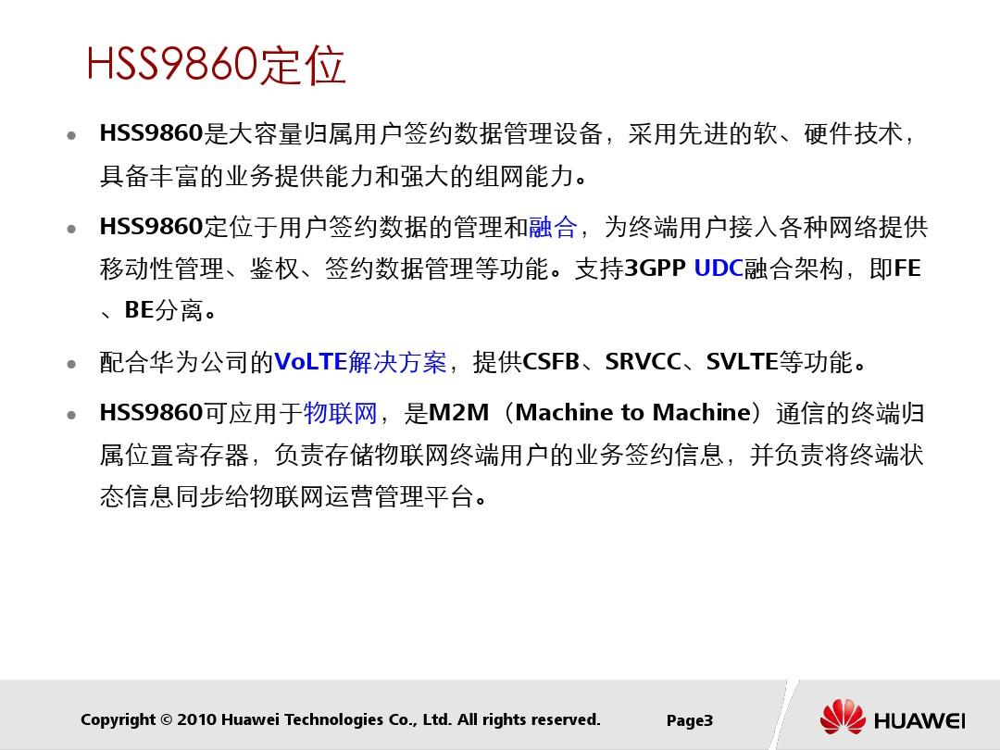 HSS9860定位
HSS9860是大容量归属用户签约数据管理设备，采用先进的软、硬件技术，
具备丰富的业务提供能力和强大的组网能力。
HSS9860定位于用户签约数据的管理和融合，为终端用户接入各种网络提供
移动性管理、鉴权、签约数据管理等功能。支持3GPP UDC融合架构，即FE
、BE分离。
配合华为公司的VoLTE解决方案，提供CSFB、SRVCC、SVLTE等功能。
HSS9860可应用于物联网，是M2M（Machine to Machine）通信的终端归
属位置寄存器，负责存储物联网终端用户的业务签约信息，并负责将终端状
态信息同步给物联网运营管理平台。
Copyright © 2010 Huawei Technologies Co., Ltd. All rights reserved.
Page3
HUAWEI